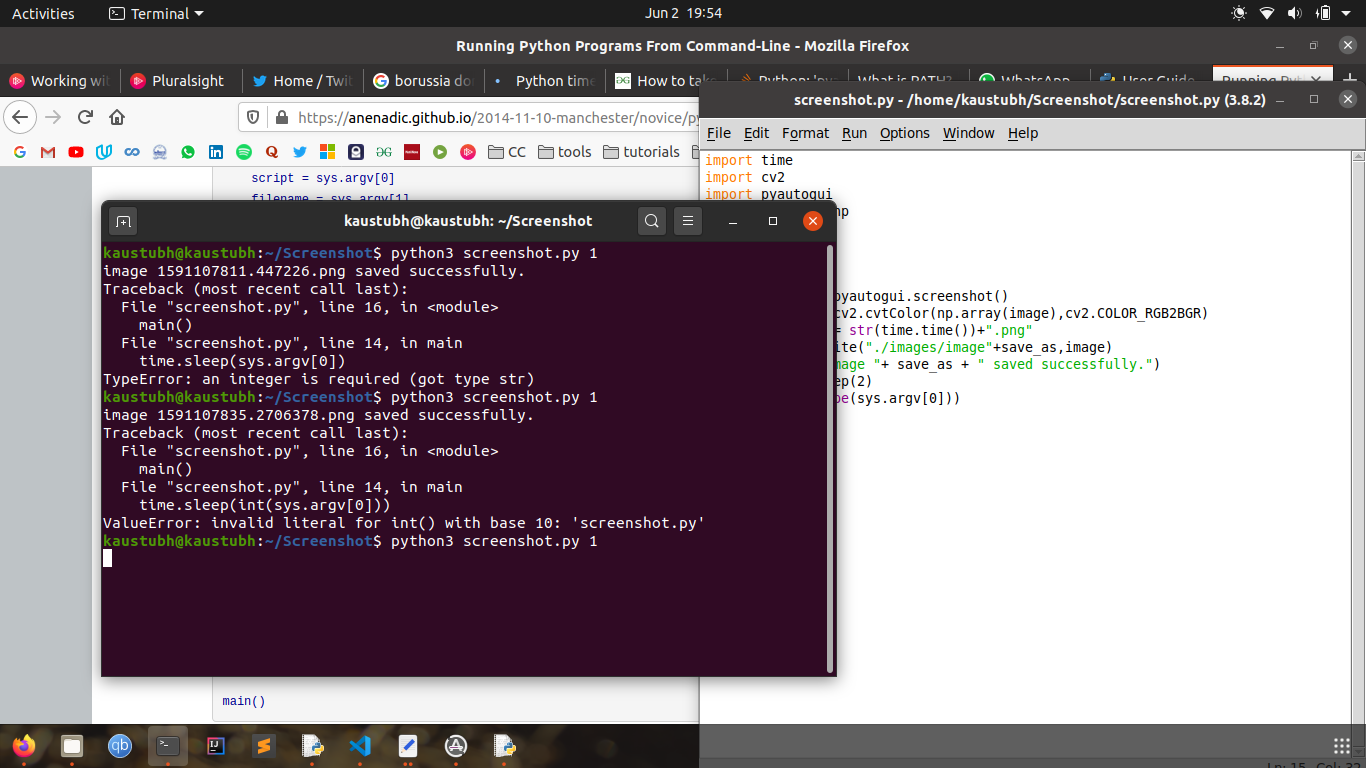 Activities Terminal Jun 2 19:54
Running Python Programs From Command-Line - Mozilla Firefox
Working wi Pluralsight Home / Twit borussia do Python time How to take Python: 'py What is PATH? WhatsApp User Guide Running Pyt
https://anenadic.github.io/2014-11-10-manchester/novice/py
CC tools tutorials
script = sys.argv[0]
filename = sys.argv[1]
screenshot.py - /home/kaustubh/Screenshot/screenshot.py (3.8.2)
File Edit Format Run Options Window Help
import time
import cv2
import pyautogui
np
pyautogui.screenshot()
cv2.cvtColor(np.array(image),cv2.COLOR_RGB2BGR)
= str(time.time())+".png"
ite("./images/image"+save_as,image)
mage "+ save_as + " saved successfully.")
ep(2)
pe(sys.argv[0]))
kaustubh@kaustubh: ~/Screenshot
kaustubh@kaustubh:~/Screenshot$ python3 screenshot.py 1
image 1591107811.447226.png saved successfully.
Traceback (most recent call last):
File "screenshot.py", line 16, in <module>
main()
File "screenshot.py", line 14, in main
time.sleep(sys.argv[0])
TypeError: an integer is required (got type str)
kaustubh@kaustubh:~/Screenshot$ python3 screenshot.py 1
image 1591107835.2706378.png saved successfully.
Traceback (most recent call last):
File "screenshot.py", line 16, in <module>
main()
File "screenshot.py", line 14, in main
time.sleep(int(sys.argv[0]))
ValueError: invalid literal for int() with base 10: 'screenshot.py'
kaustubh@kaustubh:~/Screenshot$ python3 screenshot.py 1
main()
qb
Ln: 15 Col: 32